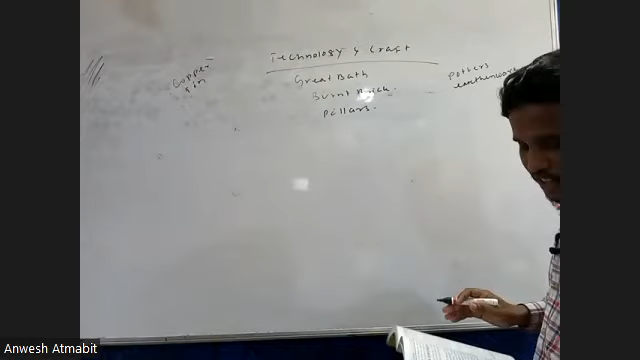 Technology & Craft
Great Bath
Burnt Brick.
Pillars.
Copper
Potters
earthenware
Anwesh Atmabit